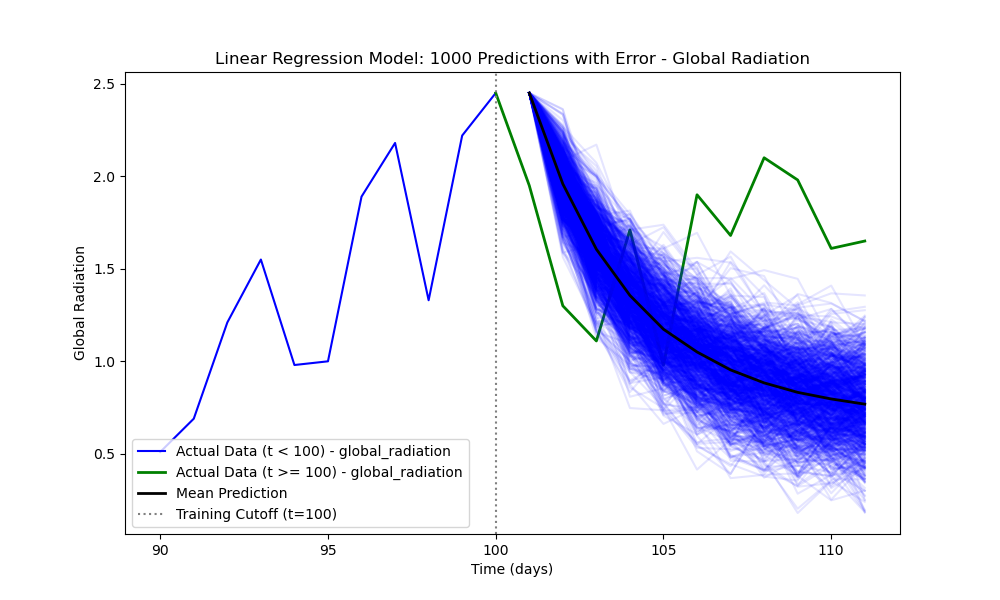 Linear Regression Model: 1000 Predictions with Error - Global Radiation
2.5
2.0
1.5
1.0
0.5
Global Radiation
Actual Data (t < 100) - global_radiation
Actual Data (t >= 100) - global_radiation
Mean Prediction
Training Cutoff (t=100)
90 95 100 105 110
Time (days)